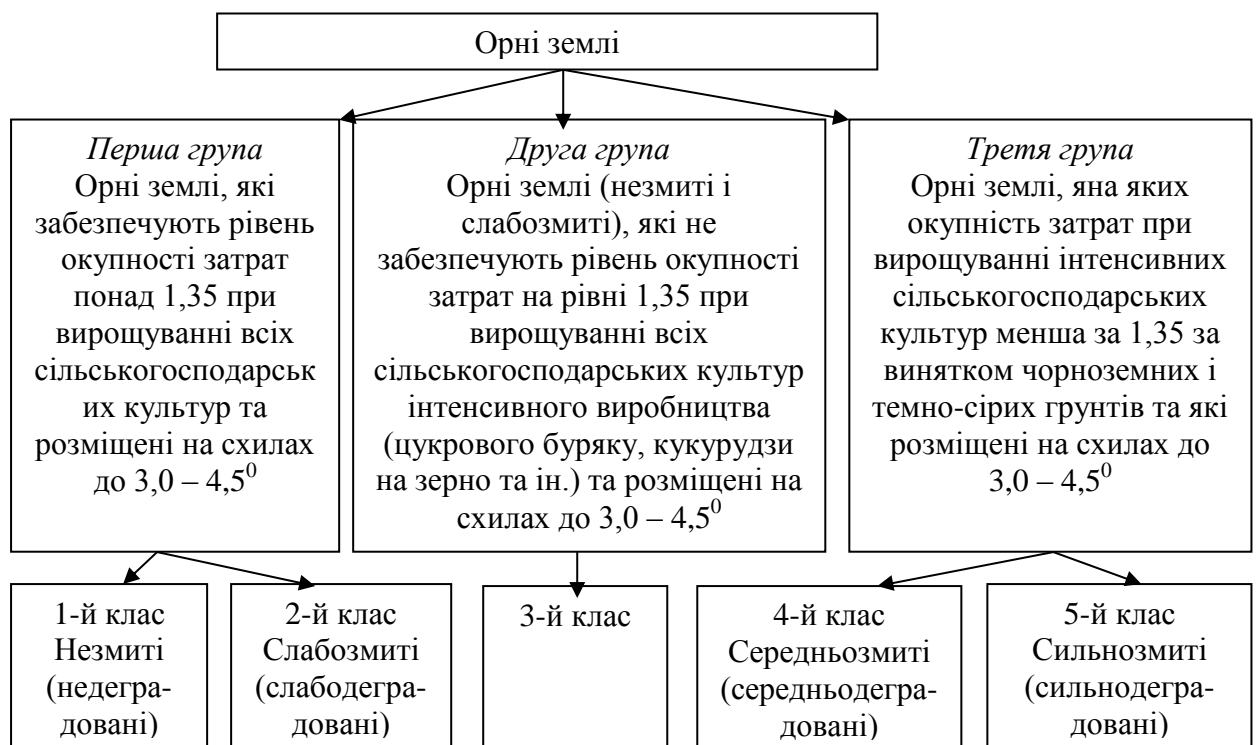 Орні землі
Перша група
Орні землі, які
забезпечують рівень
окупності затрат
понад 1,35 при
вирощуванні всіх
сільськогосподарськ
их культур та
розміщені на схилах
до 3,0 – 4,5⁰
Друга група
Орні землі (незмиті і
слабозмиті), які не
забезпечують рівень окупності
затрат на рівні 1,35 при
вирощуванні всіх
сільськогосподарських культур
інтенсивного виробництва
(цукрового буряку, кукурудзи
на зерно та ін.) та розміщені на
схилах до 3,0 – 4,5⁰
Третя група
Орні землі, яна яких
окупність затрат при
вирощуванні інтенсивних
сільськогосподарських
культур менша за 1,35 за
винятком чорноземних і
темно-сірих грунтів та які
розміщені на схилах до
3,0 – 4,5⁰
1-й клас
Незмиті
(недегра-
довані)
2-й клас
Слабозмиті
(слабодегра-
довані)
3-й клас
4-й клас
Середньозмиті
(середньодегра-
довані)
5-й клас
Сильнозмиті
(сильнодегра-
довані)